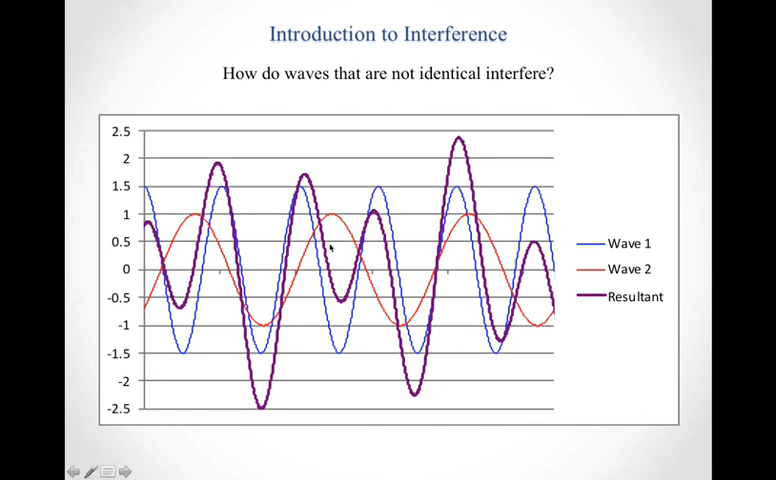 Introduction to Interference
How do waves that are not identical interfere?
2.5
2
1.5
1
0.5
0
-0.5
-1
-1.5
-2
-2.5
Wave 1
Wave 2
Resultant